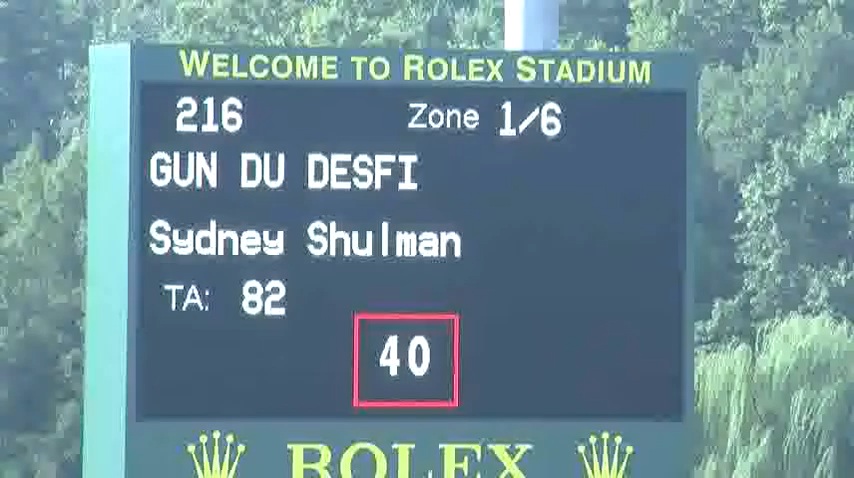 WELCOME TO ROLEX STADIUM
216 Zone 1/6
GUN DU DESFI
Sydney Shulman
TA: 82
40
ROLEX